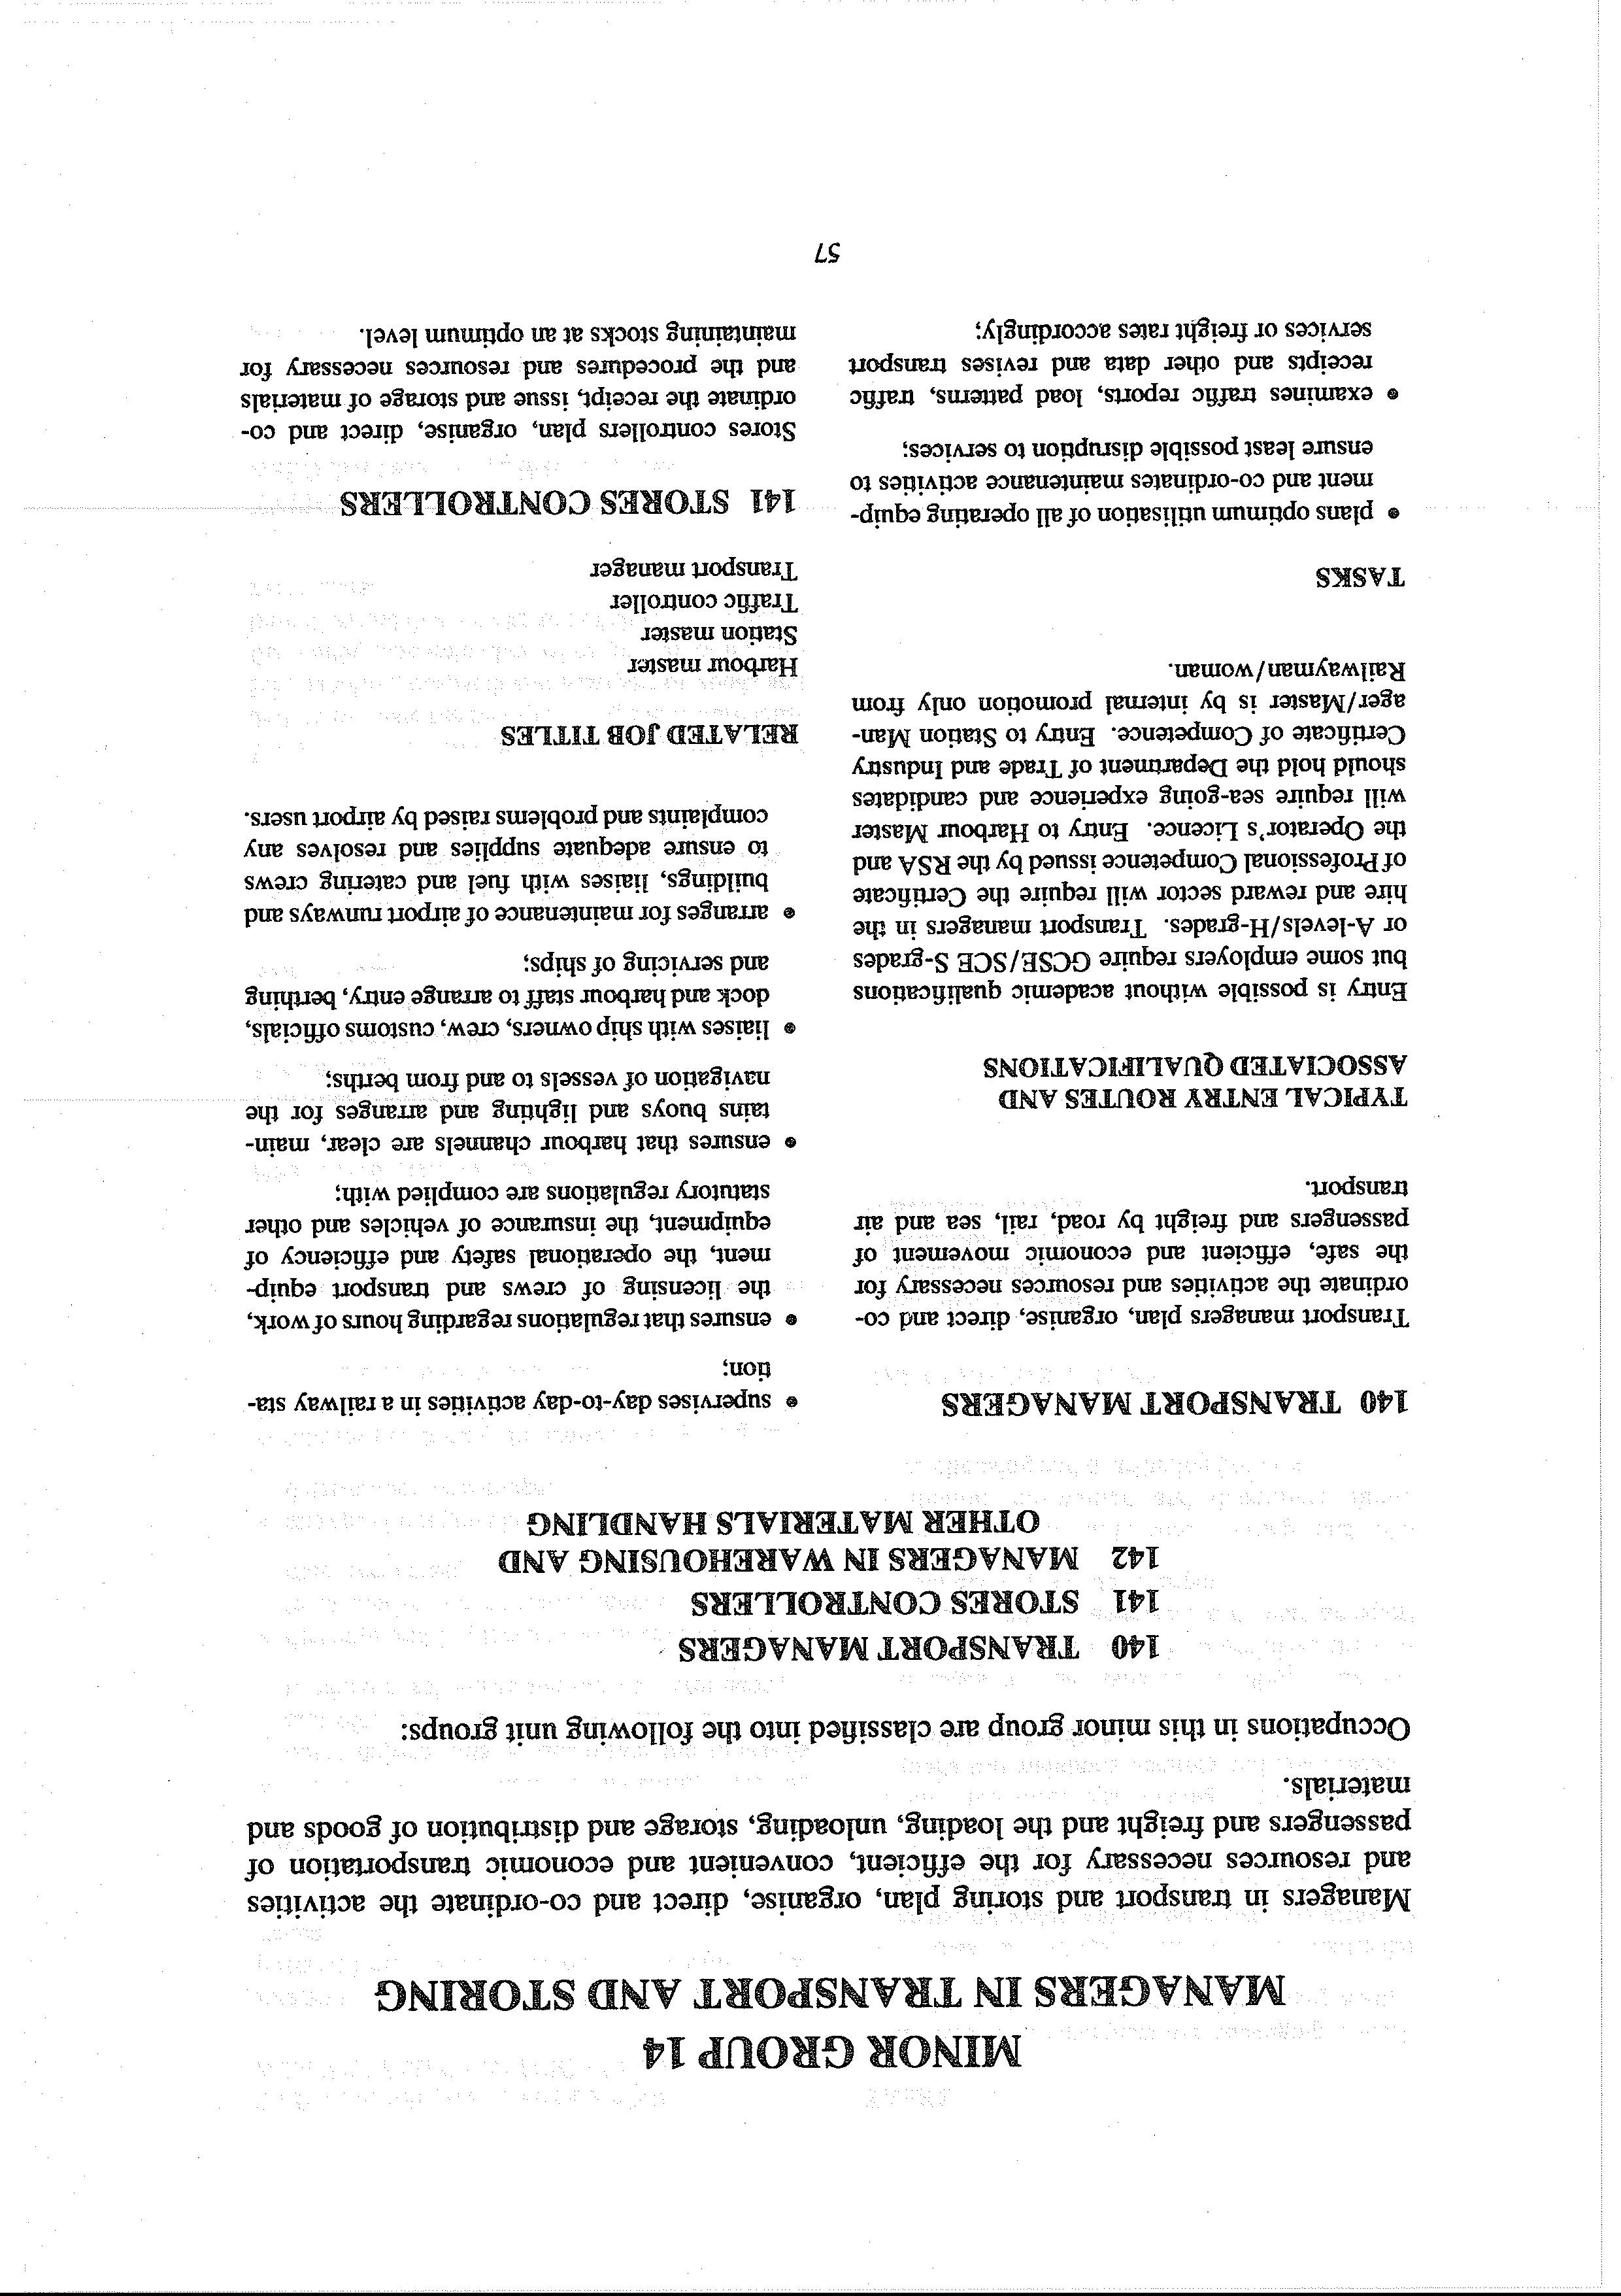 MINOR GROUP 14
MANAGERS IN TRANSPORT AND STORING
Managers in transport and storing plan, organise, direct and co-ordinate the activities
and resources necessary for the efficient, convenient and economic transportation of
passengers and freight and the loading, unloading, storage and distribution of goods and
materials.
Occupations in this minor group are classified into the following unit groups:
140 TRANSPORT MANAGERS
141 STORES CONTROLLERS
142 MANAGERS IN WAREHOUSING AND
OTHER MATERIALS HANDLING
140 TRANSPORT MANAGERS
Transport managers plan, organise, direct and co-
ordinate the activities and resources necessary for
the safe, efficient and economic movement of
passengers and freight by road, rail, sea and air
transport.
TYPICAL ENTRY ROUTES AND
ASSOCIATED QUALIFICATIONS
Entry is possible without academic qualifications
but some employers require GCSE/SCE S-grades
or A-levels/H-grades. Transport managers in the
hire and reward sector will require the Certificate
of Professional Competence issued by the RSA and
the Operator's Licence. Entry to Harbour Master
will require sea-going experience and candidates
should hold the Department of Trade and Industry
Certificate of Competence. Entry to Station Man-
ager/Master is by internal promotion only from
Railwayman/woman.
TASKS
• plans optimum utilisation of all operating equip-
ment and co-ordinates maintenance activities to
ensure least possible disruption to services;
• examines traffic reports, load patterns, traffic
receipts and other data and revises transport
services or freight rates accordingly;
• supervises day-to-day activities in a railway sta-
tion;
• ensures that regulations regarding hours of work,
the licensing of crews and transport equip-
ment, the operational safety and efficiency of
equipment, the insurance of vehicles and other
statutory regulations are complied with;
• ensures that harbour channels are clear, main-
tains buoys and lighting and arranges for the
navigation of vessels to and from berths;
• liaises with ship owners, crew, customs officials,
dock and harbour staff to arrange entry, berthing
and servicing of ships;
• arranges for maintenance of airport runways and
buildings, liaises with fuel and catering crews
to ensure adequate supplies and resolves any
complaints and problems raised by airport users.
RELATED JOB TITLES
Harbour master
Station master
Traffic controller
Transport manager
141 STORES CONTROLLERS
Stores controllers plan, organise, direct and co-
ordinate the receipt, issue and storage of materials
and the procedures and resources necessary for
maintaining stocks at an optimum level.
57